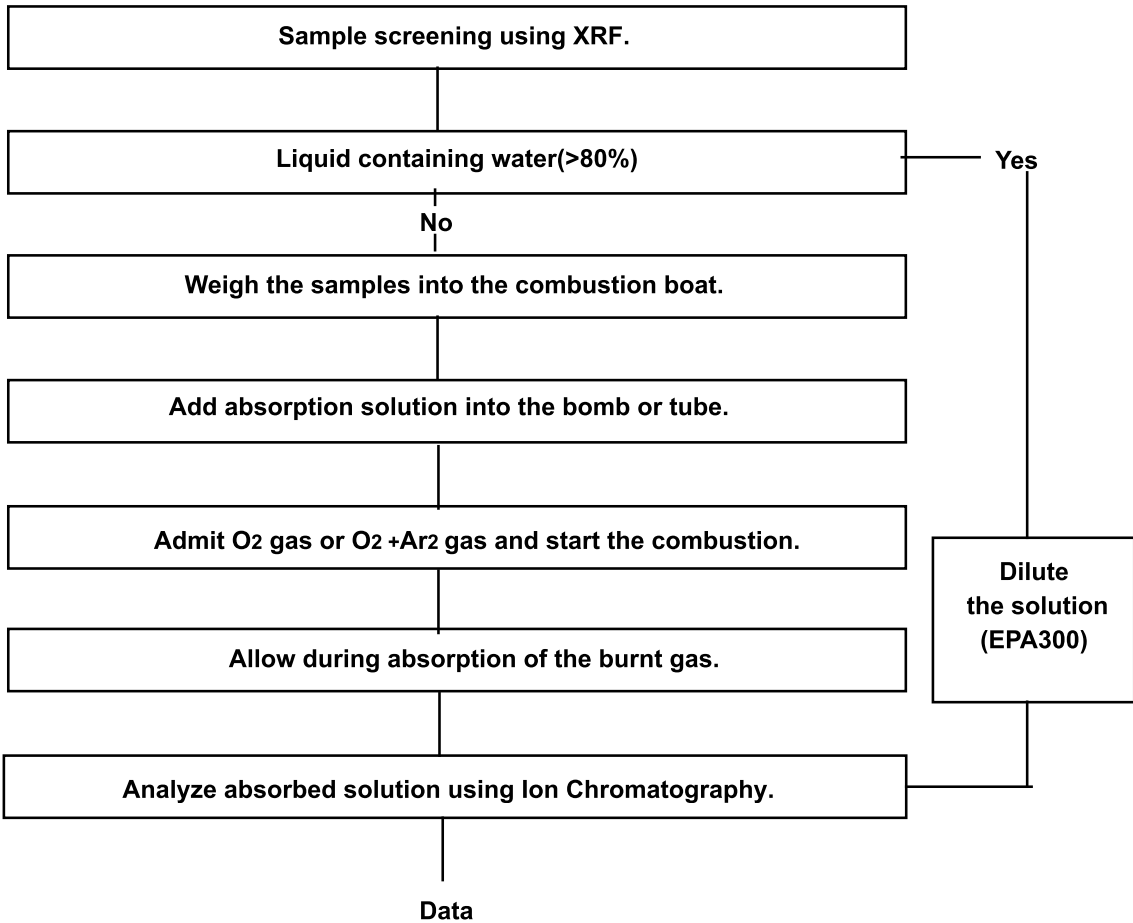 Sample screening using XRF.
Liquid containing water(>80%)
Yes
No
Weigh the samples into the combustion boat.
Add absorption solution into the bomb or tube.
Admit O2 gas or O2 +Ar2 gas and start the combustion.
Dilute
the solution
(EPA300)
Allow during absorption of the burnt gas.
Analyze absorbed solution using Ion Chromatography.
Data